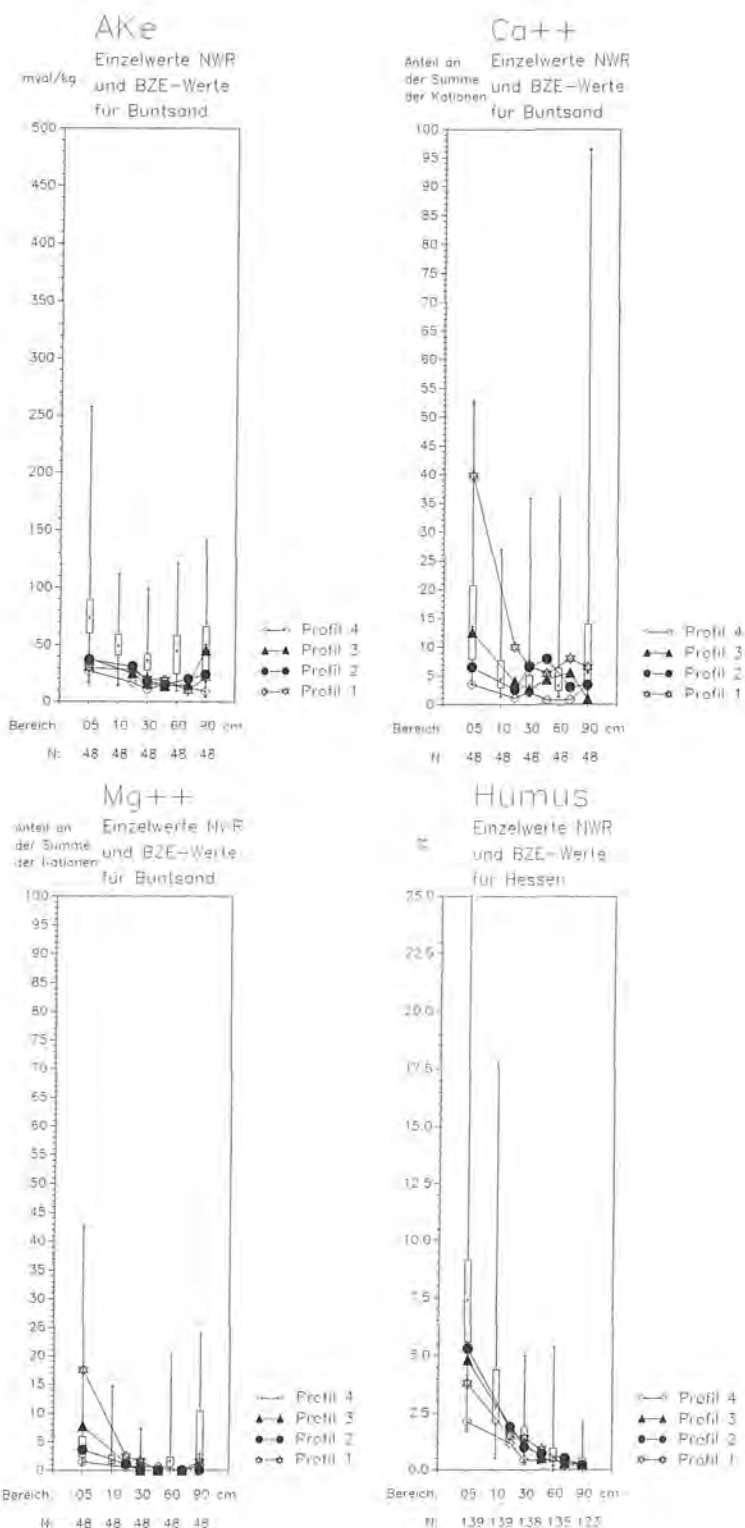 AKe
Einzelwerte NWR
mval/kg
und BZE-Werte
für Buntsand
500
450
400
350
300
250
200
150
100
50
0
Profil 4
Profil 3
Profil 2
Profil 1
Bereich: 05 10 30 60 90 cm
N: 48 48 48 48 48
Ca++
Anteil an
der Summe
der Kationen
Einzelwerte NWR
und BZE-Werte
für Buntsand
100
95
90
85
80
75
70
65
60
55
50
45
40
35
30
25
20
15
10
5
0
Profil 4
Profil 3
Profil 2
Profil 1
Bereich: 05 10 30 60 90 cm
N 48 48 48 48 48
Mg++
Anteil an
der Summe
der Kationen
Einzelwerte NWR
und BZE-Werte
für Buntsand
100
95
90
85
80
75
70
65
60
55
50
45
40
35
30
25
20
15
10
5
0
Profil 4
Profil 3
Profil 2
Profil 1
Bereich: 05 10 30 60 90 cm
N: 48 48 48 48 48
Humus
Einzelwerte NWR
und BZE-Werte
für Hessen
25.0
22.5
20.0
17.5
15.0
12.5
10.0
7.5
5.0
2.5
0.0
Profil 4
Profil 3
Profil 2
Profil 1
Bereich: 05 10 30 60 90 cm
N: 139 139 138 135 123